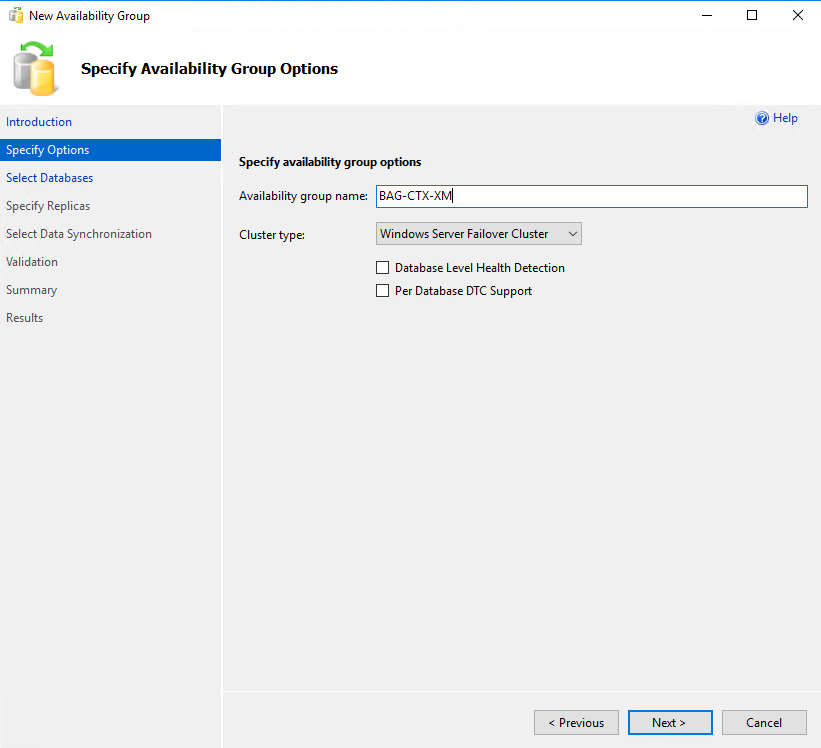 New Availability Group
Specify Availability Group Options
Introduction
Specify Options
Select Databases
Specify Replicas
Select Data Synchronization
Validation
Summary
Results
Help
Specify availability group options
Availability group name: BAG-CTX-XM
Cluster type: Windows Server Failover Cluster
Database Level Health Detection
Per Database DTC Support
< Previous Next > Cancel